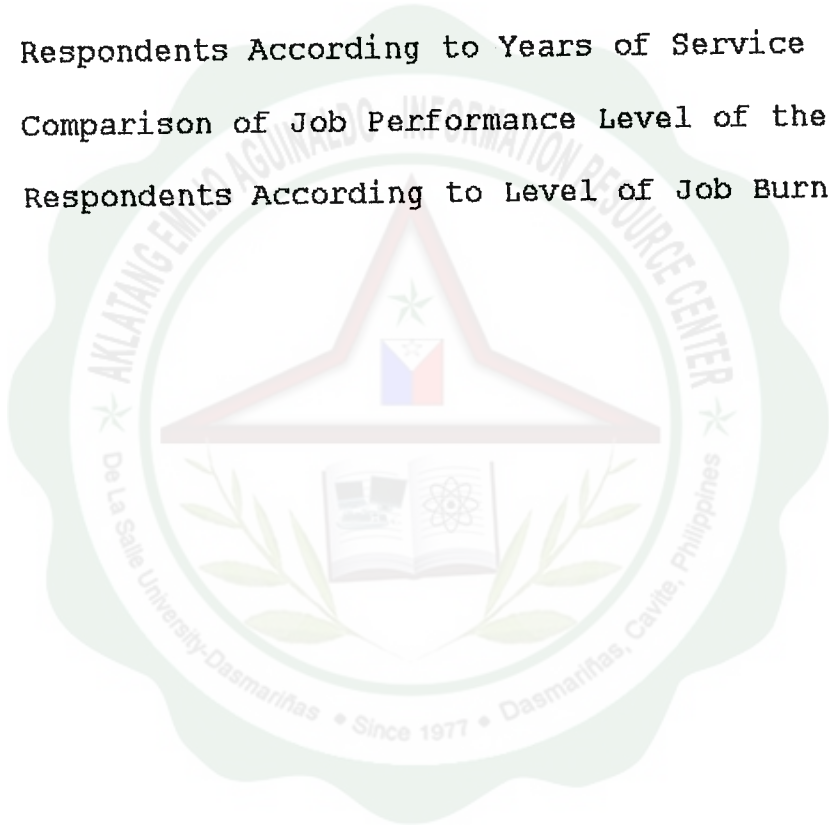 Respondents According to Years of Service
Comparison of Job Performance Level of the
Respondents According to Level of Job Burn
AKLATANG EMILIO AGUINALDO - INFORMATION RESOURCE CENTER
De La Salle University-Dasmariñas • Since 1977 • Dasmariñas, Cavite, Philippines